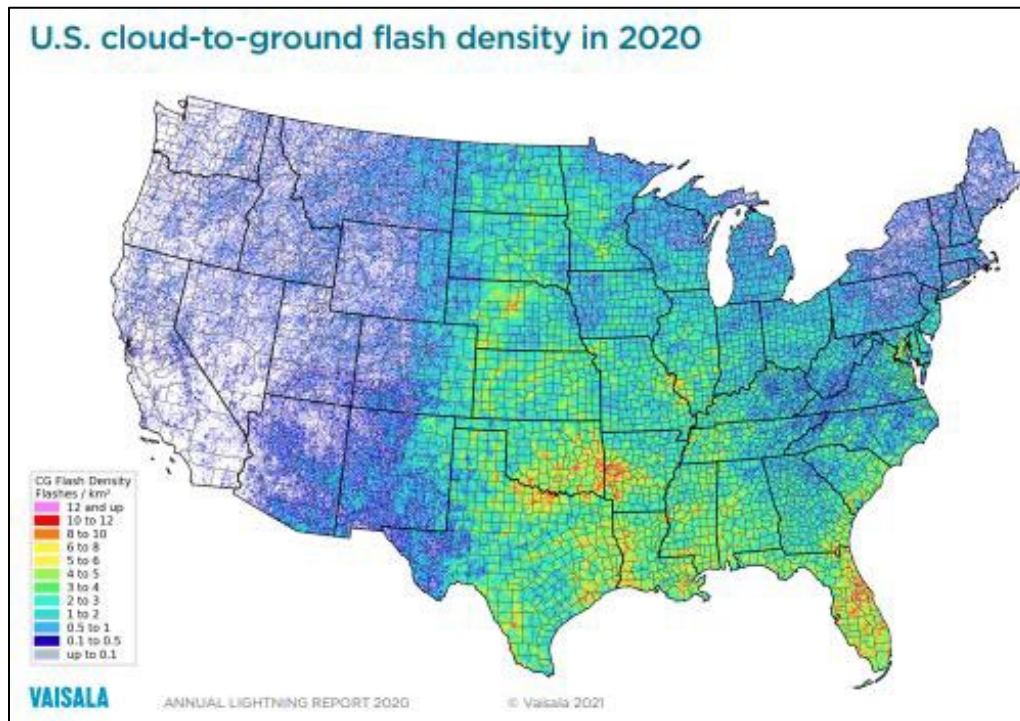 U.S. cloud-to-ground flash density in 2020
CG Flash Density
Flashes / km²
12 and up
10 to 12
8 to 10
6 to 8
5 to 6
4 to 5
3 to 4
2 to 3
1 to 2
0.5 to 1
0.1 to 0.5
up to 0.1
VAISALA
ANNUAL LIGHTNING REPORT 2020
© Vaisala 2021